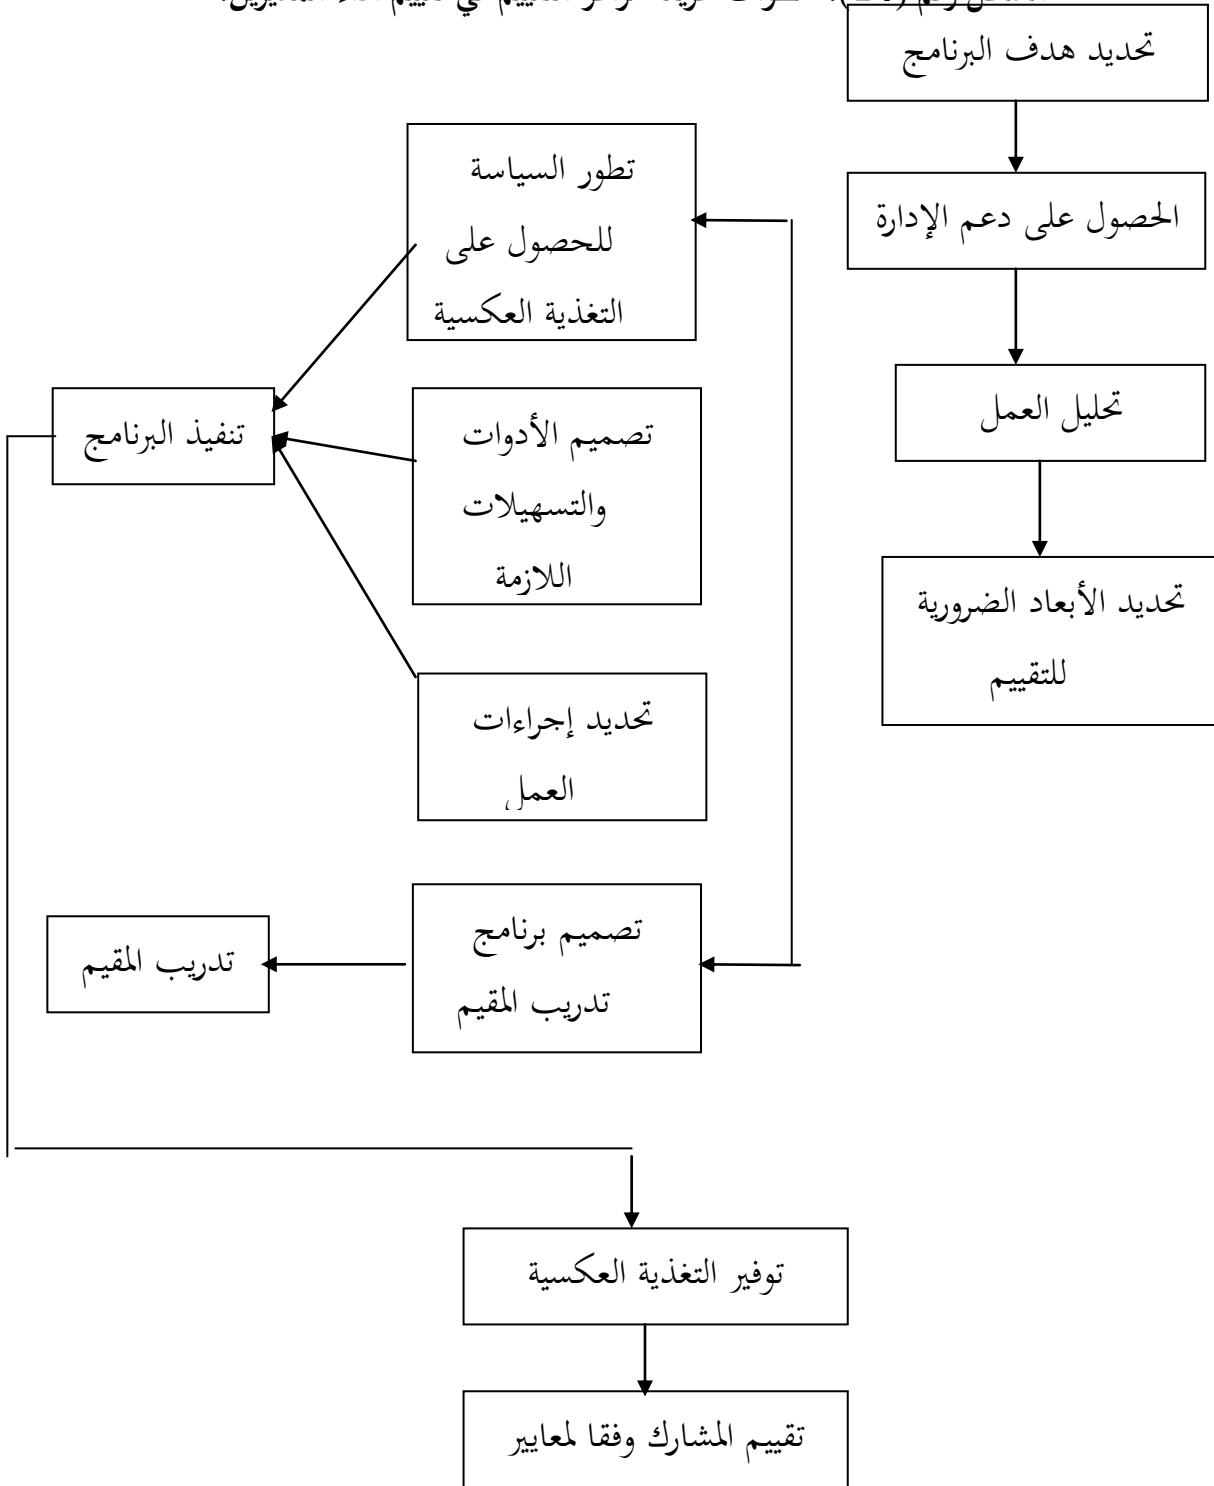 تحديد هدف البرنامج
الحصول على دعم الإدارة
تحليل العمل
تحديد الأبعاد الضرورية
للتقييم
تطور السياسة
للحصول على
التغذية العكسية
تصميم الأدوات
والتسهيلات
اللازمة
تحديد إجراءات
العمل
تصميم برنامج
تدريب المقيم
تنفيذ البرنامج
تدريب المقيم
توفير التغذية العكسية
تقييم المشارك وفقا لمعايير